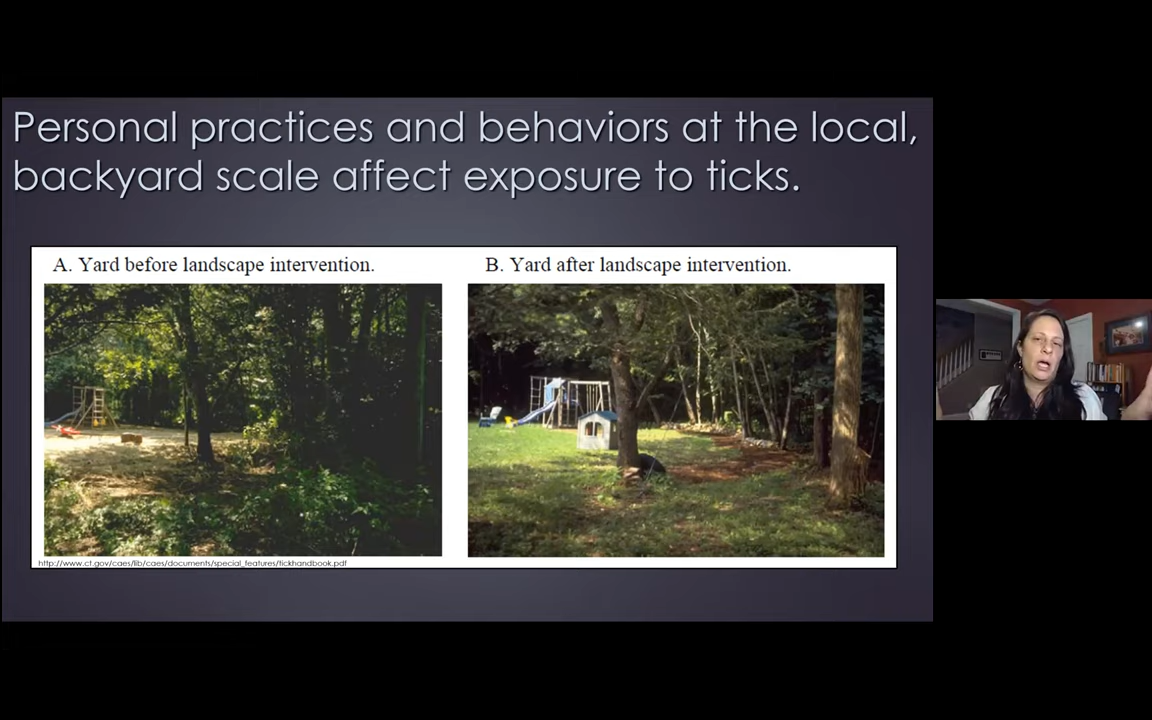 Personal practices and behaviors at the local,
backyard scale affect exposure to ticks.
A. Yard before landscape intervention.
B. Yard after landscape intervention.
http://www.ct.gov/caes/lib/caes/documents/special_features/tickhandbook.pdf